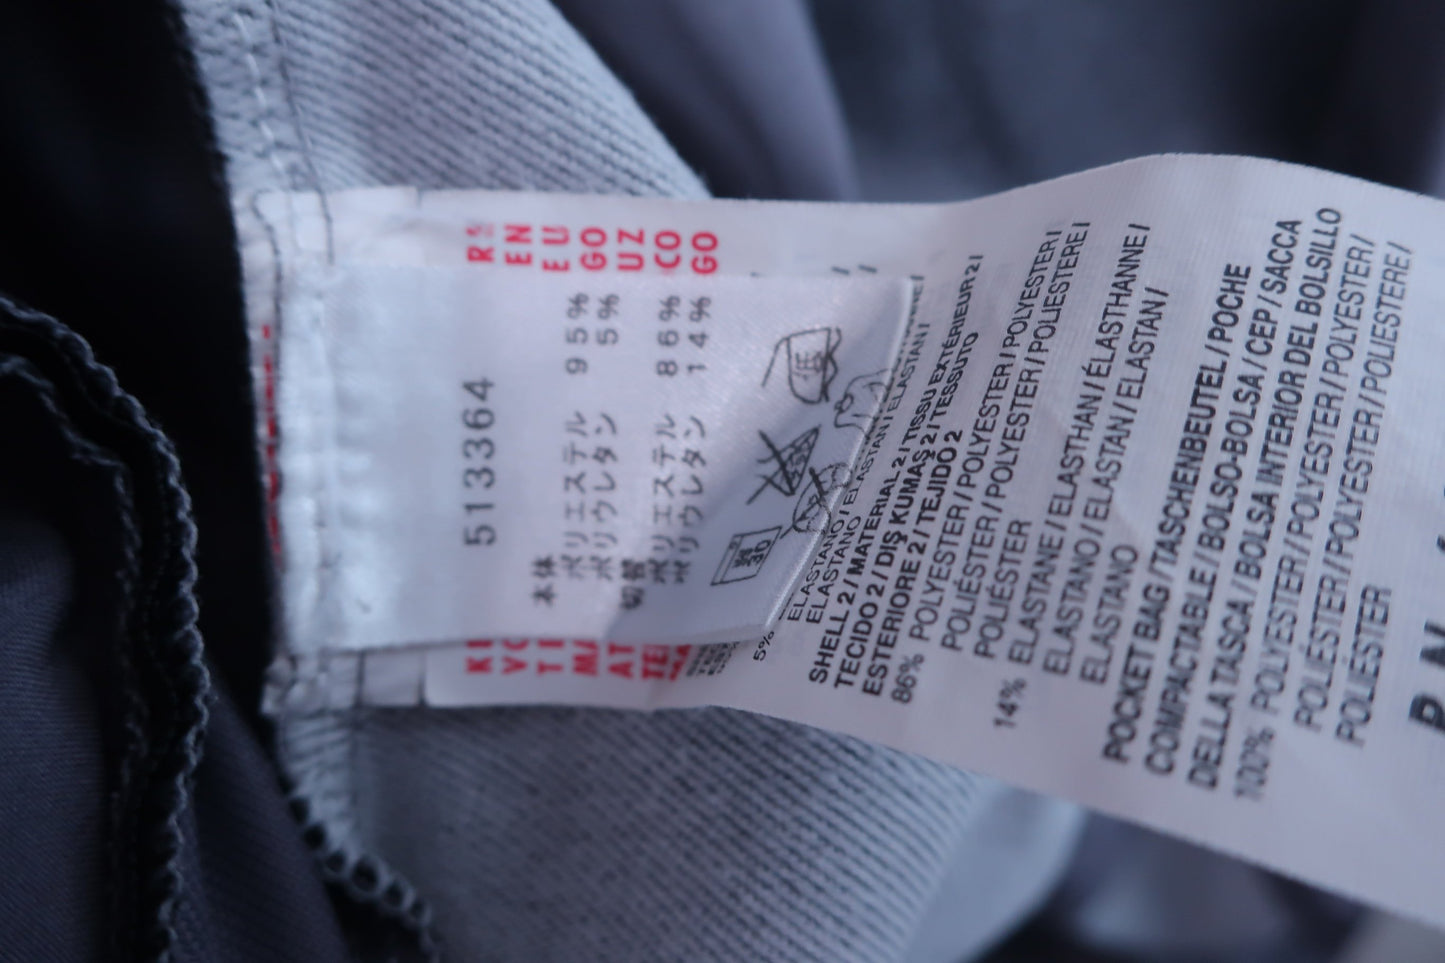 513364
本体
ポリエステル 95%
ポリウレタン 5%
切替
ポリエステル 86%
ポリウレタン 14%
低
EN
EU
GO
UZ
CO
GO
5%
ELASTANO/ELASTAN/ELASTAN/
ELASTANO
SHELL 2/MATERIAL 2/TISSU EXTÉRIEUR 2/
TECIDO 2/DIŞ KUMAŞ 2/TESSUTO
ESTERIORE 2/TEJIDO 2
86% POLYESTER/POLYESTER/POLYESTER/
POLIÉSTER/POLYESTER/POLIESTERE/
POLIÉSTER
14% ELASTANE/ELASTHAN/ÉLASTHANNE/
ELASTANO/ELASTAN/ELASTAN/
ELASTANO
POCKET BAG/TASCHENBEUTEL/POCHE
COMPACTABLE/BOLSO-BOLSA/CEP/SACCA
DELLA TASCA/BOLSA INTERIOR DEL BOLSILLO
100% POLYESTER/POLYESTER/POLYESTER/
POLIÉSTER/POLYESTER/POLIESTERE/
POLIÉSTER